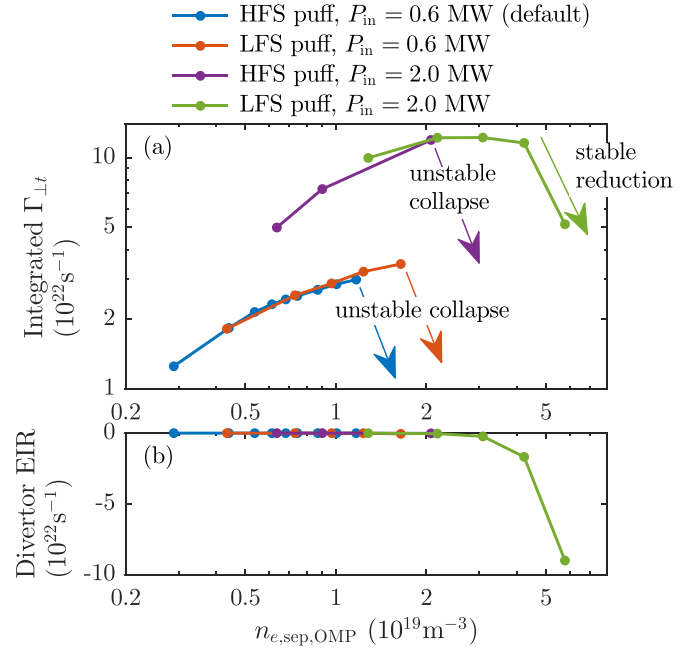 HFS puff, P_in = 0.6 MW (default)
LFS puff, P_in = 0.6 MW
HFS puff, P_in = 2.0 MW
LFS puff, P_in = 2.0 MW
(a)
unstable
collapse
stable
reduction
unstable collapse
Integrated Γ_⊥t
(10^22 s^−1)
10
5
2
1
0.2
0.5
1
2
5
(b)
Divertor EIR
(10^22 s^−1)
0
-5
-10
0.2
0.5
1
2
5
n_e,sep,OMP (10^19 m^−3)